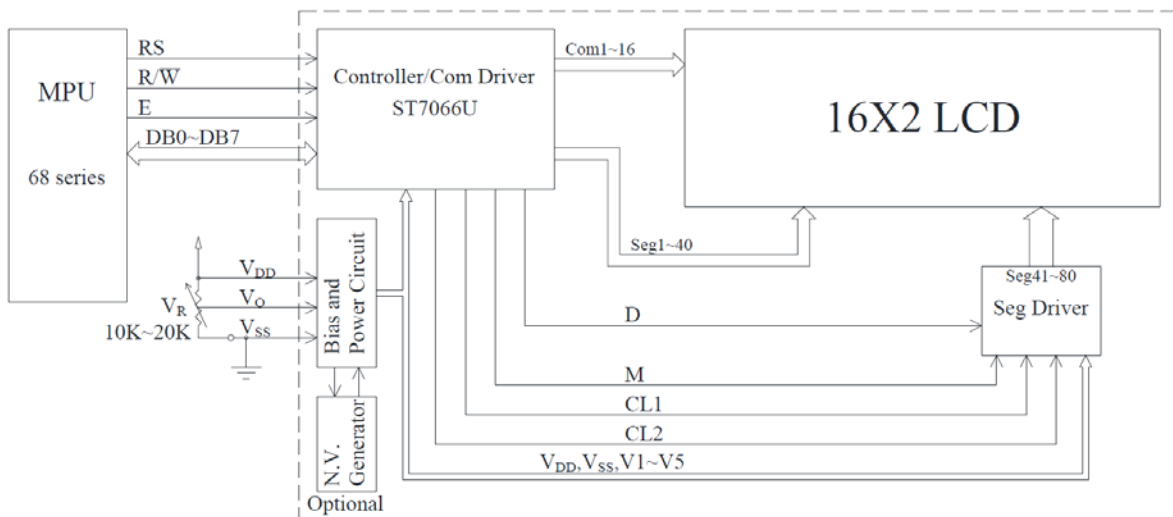 MPU
68 series
RS
R/W̅
E
DB0~DB7
Controller/Com Driver
ST7066U
Com1~16
16X2 LCD
Seg1~40
Seg41~80
Seg Driver
VDD
VO
VSS
VR
10K~20K
Bias and
Power Circuit
N.V.
Generator
Optional
D
M
CL1
CL2
VDD,VSS,V1~V5